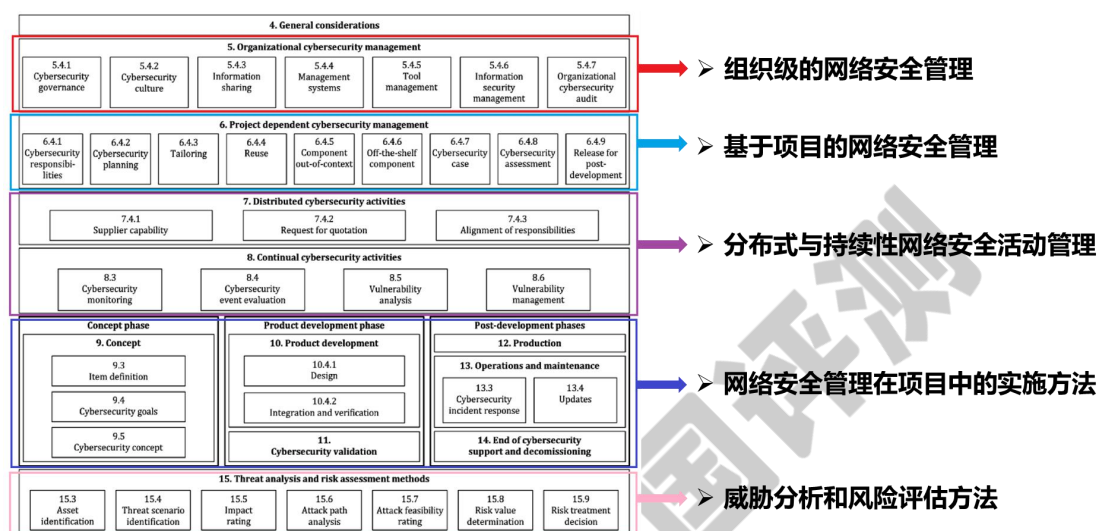 4. General considerations
5. Organizational cybersecurity management
5.4.1
Cybersecurity
governance
5.4.2
Cybersecurity
culture
5.4.3
Information
sharing
5.4.4
Management
systems
5.4.5
Tool
management
5.4.6
Information
security
management
5.4.7
Organizational
cybersecurity
audit
➢ 组织级的网络安全管理
6. Project dependent cybersecurity management
6.4.1
Cybersecurity
responsibi-
lities
6.4.2
Cybersecurity
planning
6.4.3
Tailoring
6.4.4
Reuse
6.4.5
Component
out-of-context
6.4.6
Off-the-shelf
component
6.4.7
Cybersecurity
case
6.4.8
Cybersecurity
assessment
6.4.9
Release for
post-
development
➢ 基于项目的网络安全管理
7. Distributed cybersecurity activities
7.4.1
Supplier capability
7.4.2
Request for quotation
7.4.3
Alignment of responsibilities
8. Continual cybersecurity activities
8.3
Cybersecurity
monitoring
8.4
Cybersecurity
event evaluation
8.5
Vulnerability
analysis
8.6
Vulnerability
management
➢ 分布式与持续性网络安全活动管理
Concept phase
9. Concept
9.3
Item definition
9.4
Cybersecurity goals
9.5
Cybersecurity concept
Product development phase
10. Product development
10.4.1
Design
10.4.2
Integration and verification
11.
Cybersecurity validation
Post-development phases
12. Production
13. Operations and maintenance
13.3
Cybersecurity
incident response
13.4
Updates
14. End of cybersecurity
support and decomissioning
➢ 网络安全管理在项目中的实施方法
15. Threat analysis and risk assessment methods
15.3
Asset
identification
15.4
Threat scenario
identification
15.5
Impact
rating
15.6
Attack path
analysis
15.7
Attack feasibility
rating
15.8
Risk value
determination
15.9
Risk treatment
decision
➢ 威胁分析和风险评估方法
国评测